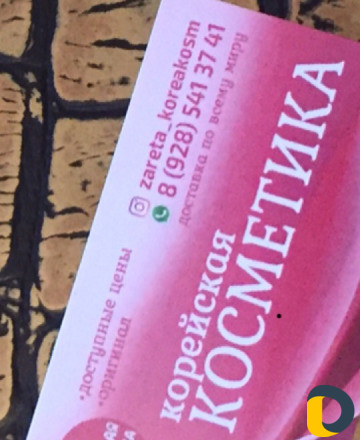 zareta_koreakosm
8 (928) 541 37 41
доставка по всему миру
корейская
КОСМЕТИКА
•доступные цены
•оригинал